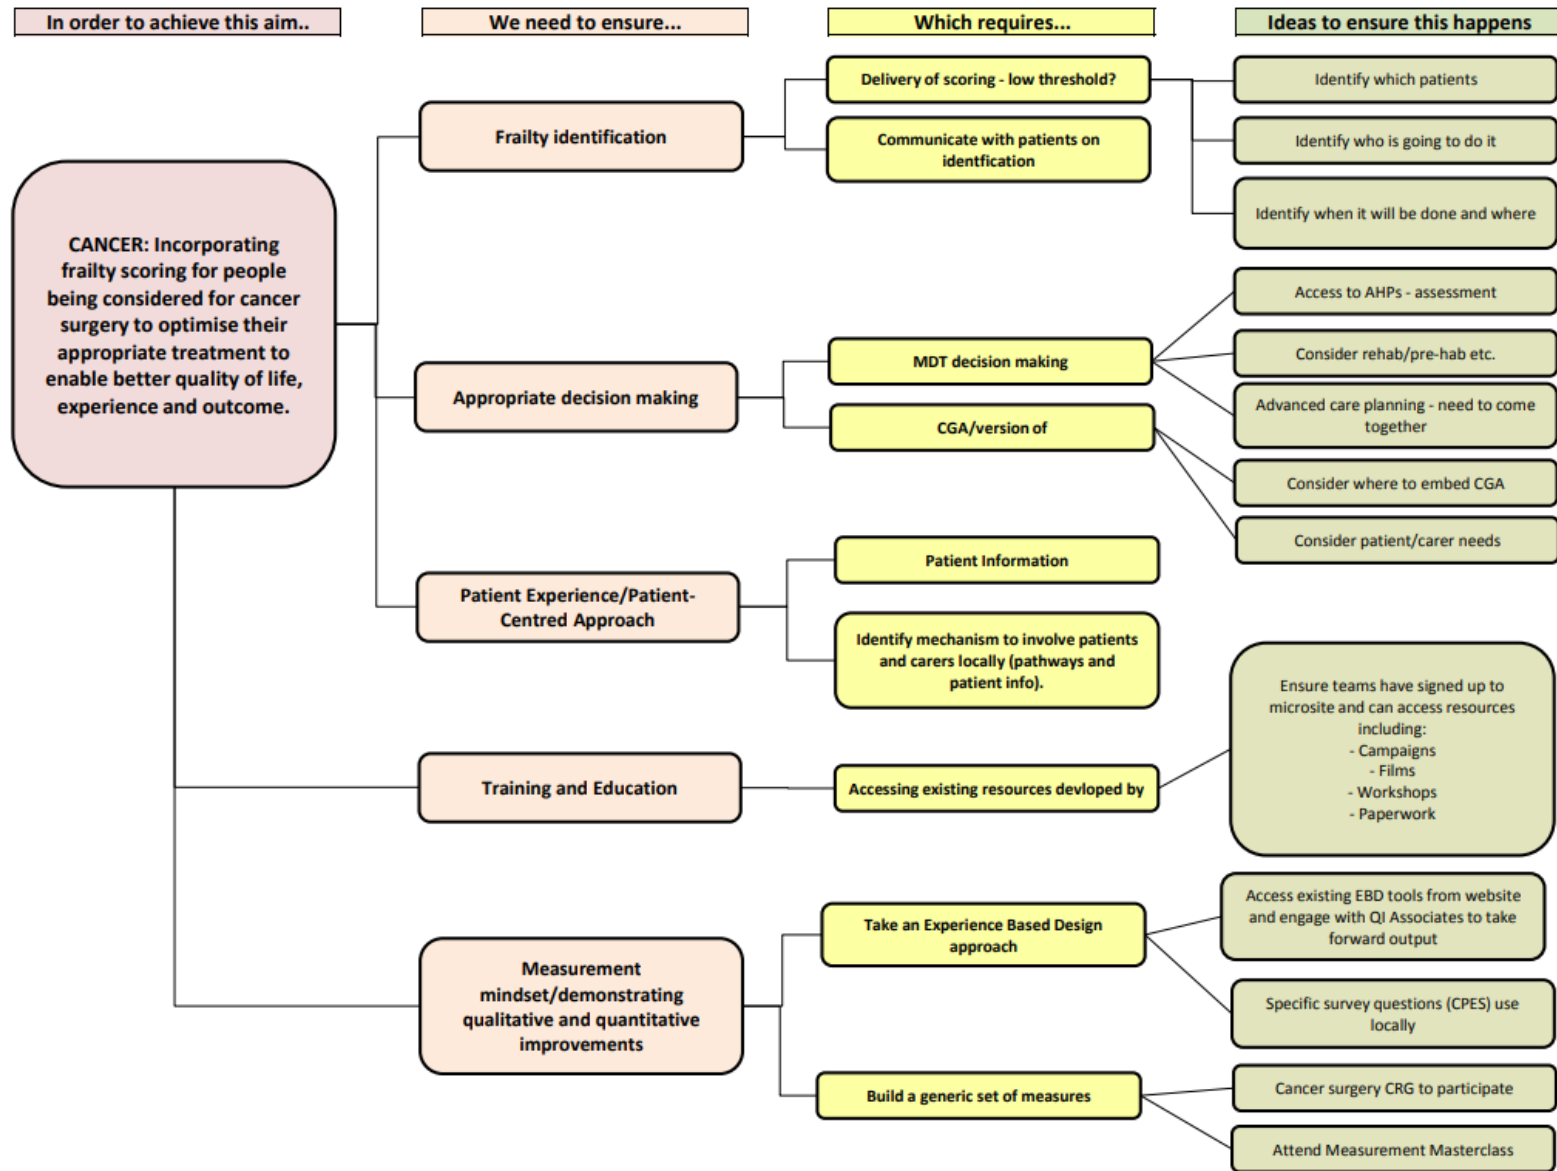 In order to achieve this aim..
We need to ensure...
Which requires...
Ideas to ensure this happens
CANCER: Incorporating
frailty scoring for people
being considered for cancer
surgery to optimise their
appropriate treatment to
enable better quality of life,
experience and outcome.
Frailty identification
Delivery of scoring - low threshold?
Communicate with patients on
identfication
Identify which patients
Identify who is going to do it
Identify when it will be done and where
Appropriate decision making
MDT decision making
CGA/version of
Access to AHPs - assessment
Consider rehab/pre-hab etc.
Advanced care planning - need to come
together
Consider where to embed CGA
Consider patient/carer needs
Patient Experience/Patient-
Centred Approach
Patient Information
Identify mechanism to involve patients
and carers locally (pathways and
patient info).
Training and Education
Accessing existing resources devloped by
Ensure teams have signed up to
microsite and can access resources
including:
- Campaigns
- Films
- Workshops
- Paperwork
Measurement
mindset/demonstrating
qualitative and quantitative
improvements
Take an Experience Based Design
approach
Build a generic set of measures
Access existing EBD tools from website
and engage with QI Associates to take
forward output
Specific survey questions (CPES) use
locally
Cancer surgery CRG to participate
Attend Measurement Masterclass